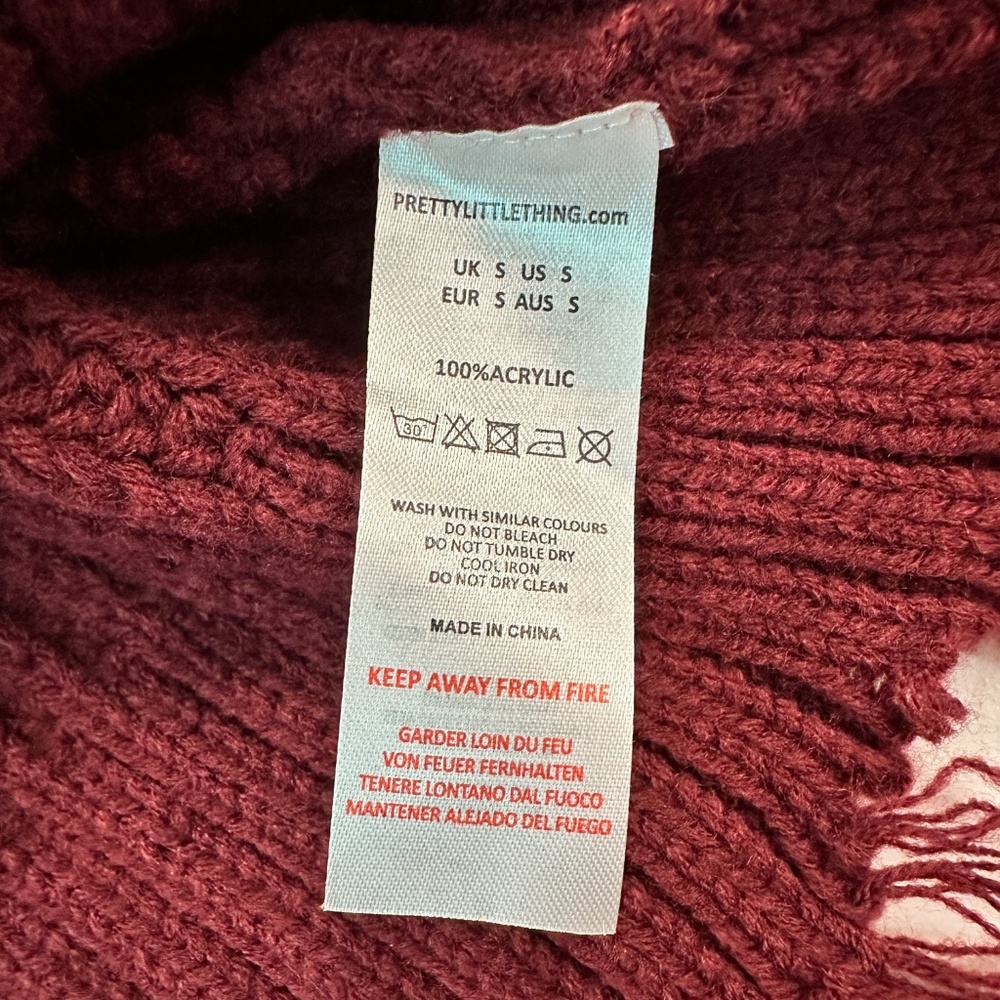 PRETTYLITTLETHING.com
UK S US S
EUR S AUS S
100%ACRYLIC
30°
WASH WITH SIMILAR COLOURS
DO NOT BLEACH
DO NOT TUMBLE DRY
COOL IRON
DO NOT DRY CLEAN
MADE IN CHINA
KEEP AWAY FROM FIRE
GARDER LOIN DU FEU
VON FEUER FERNHALTEN
TENERE LONTANO DAL FUOCO
MANTENER ALEJADO DEL FUEGO